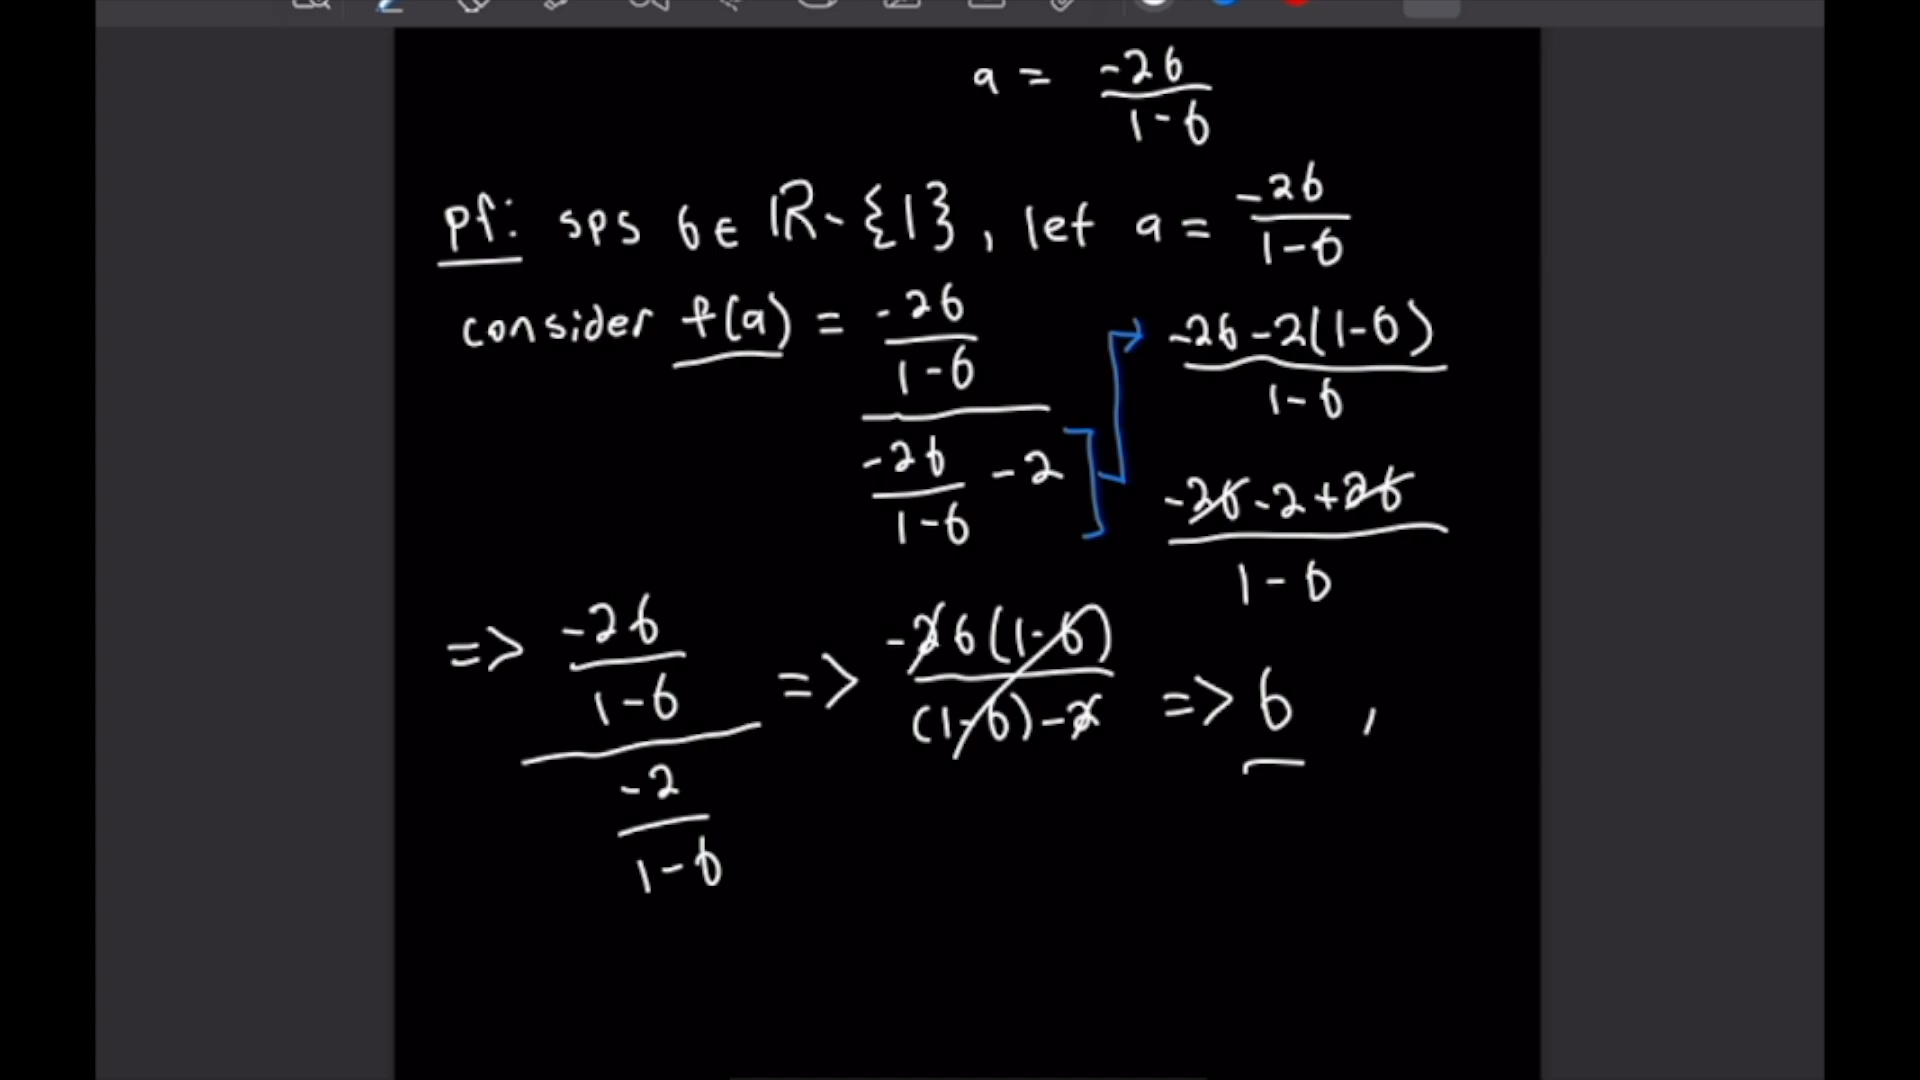 a = -2b / 1-b
pf: sps b ∈ ℝ - {1}, let a = -2b / 1-b
consider f(a) = (-2b / 1-b) / (-2b / 1-b - 2)
-2b - 2(1-b) / 1-b
-2b - 2 + 2b / 1-b
=> (-2b / 1-b) / (-2 / 1-b) => -2b(1-b) / (1-b)-2 => b ,